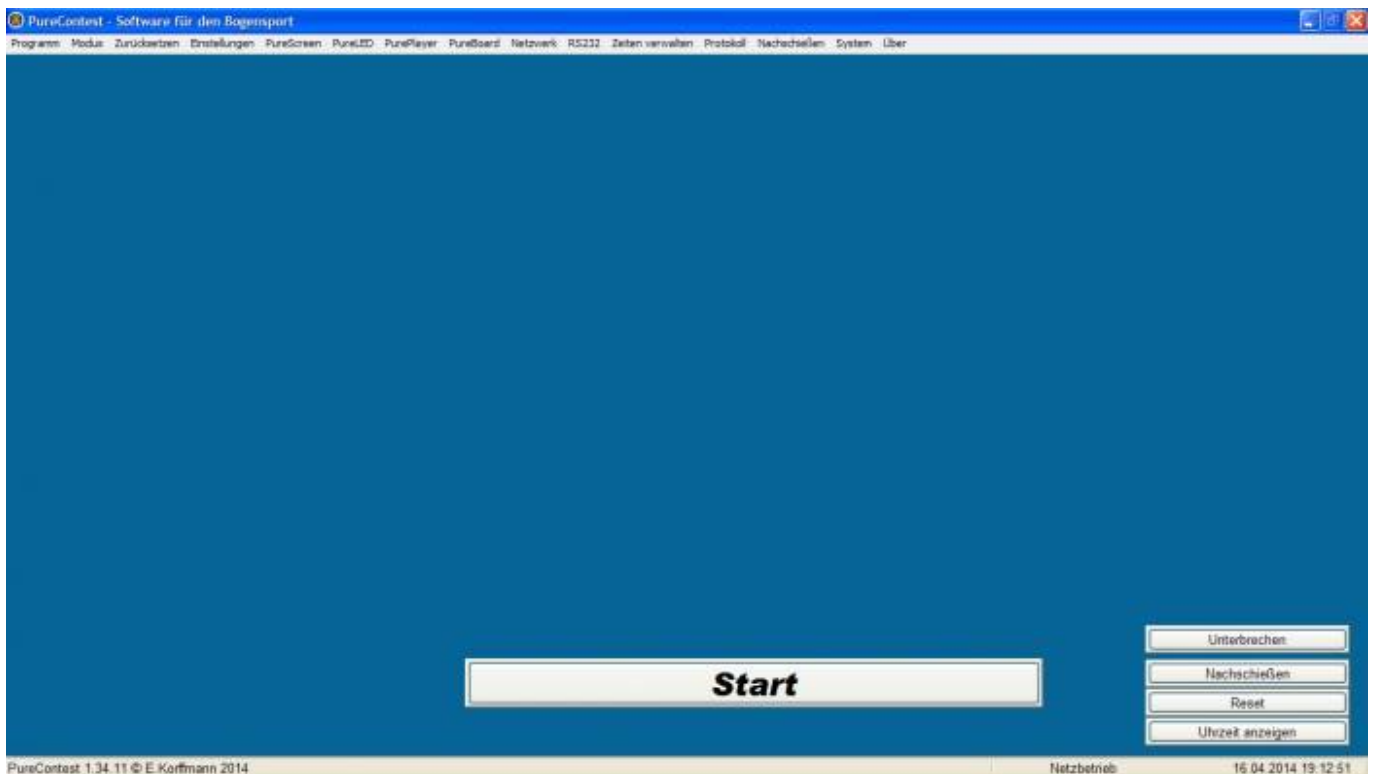 PureContest - Software für den Bogensport
Programm Modus Zurücksetzen Einstellungen PureScreen PureLED PurePlayer PureBoard Netzwerk RS232 Zeiten verwalten Protokoll Nachschießen System Über
Unterbrechen
Start
Nachschießen
Reset
Uhrzeit anzeigen
PureContest 1.34.11 © E.Korffmann 2014 Netzbetrieb 16.04.2014 19:12:51